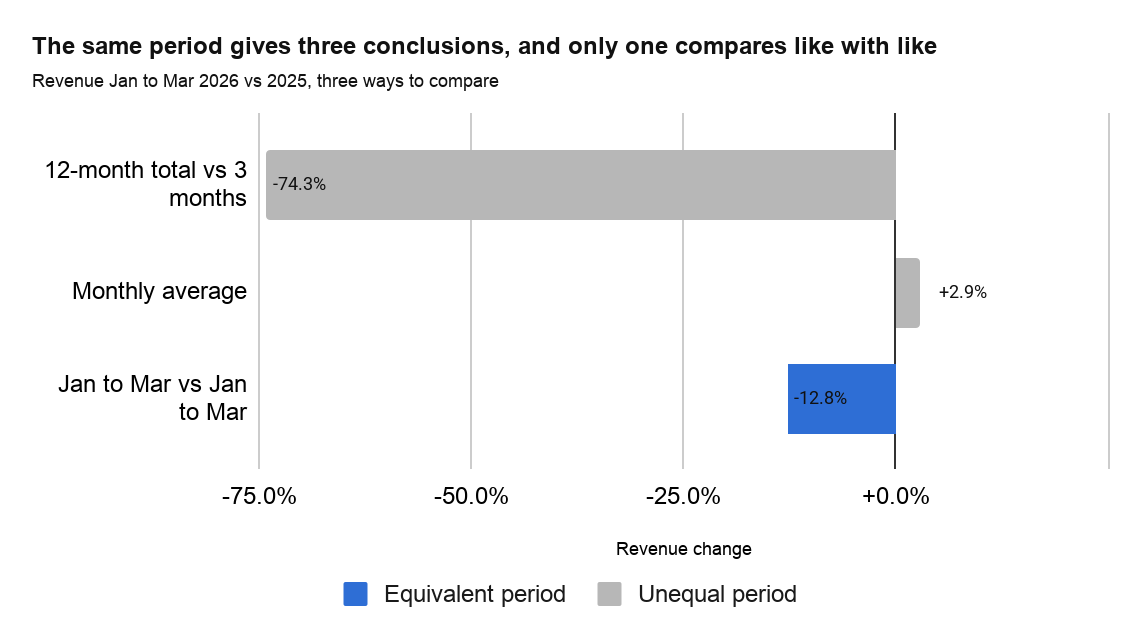 The same period gives three conclusions, and only one compares like with like
Revenue Jan to Mar 2026 vs 2025, three ways to compare
12-month total vs 3
months
-74.3%
Monthly average
+2.9%
Jan to Mar vs Jan
to Mar
-12.8%
-75.0%
-50.0%
-25.0%
+0.0%
Revenue change
Equivalent period
Unequal period